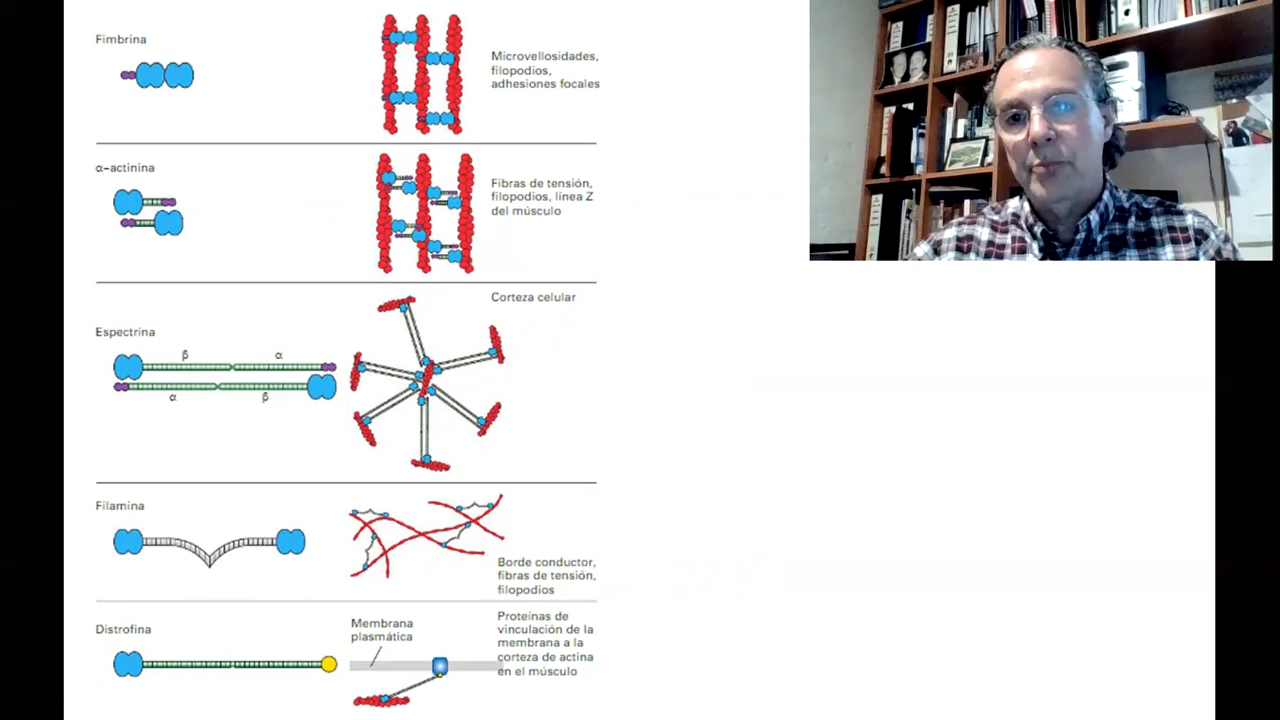 Fimbrina
Microvellosidades,
filopodios,
adhesiones focales
α-actinina
Fibras de tensión,
filopodios, línea Z
del músculo
Espectrina
β
α
α
β
Corteza celular
Filamina
Borde conductor,
fibras de tensión,
filopodios
Distrofina
Membrana
plasmática
Proteínas de
vinculación de la
membrana a la
corteza de actina
en el músculo